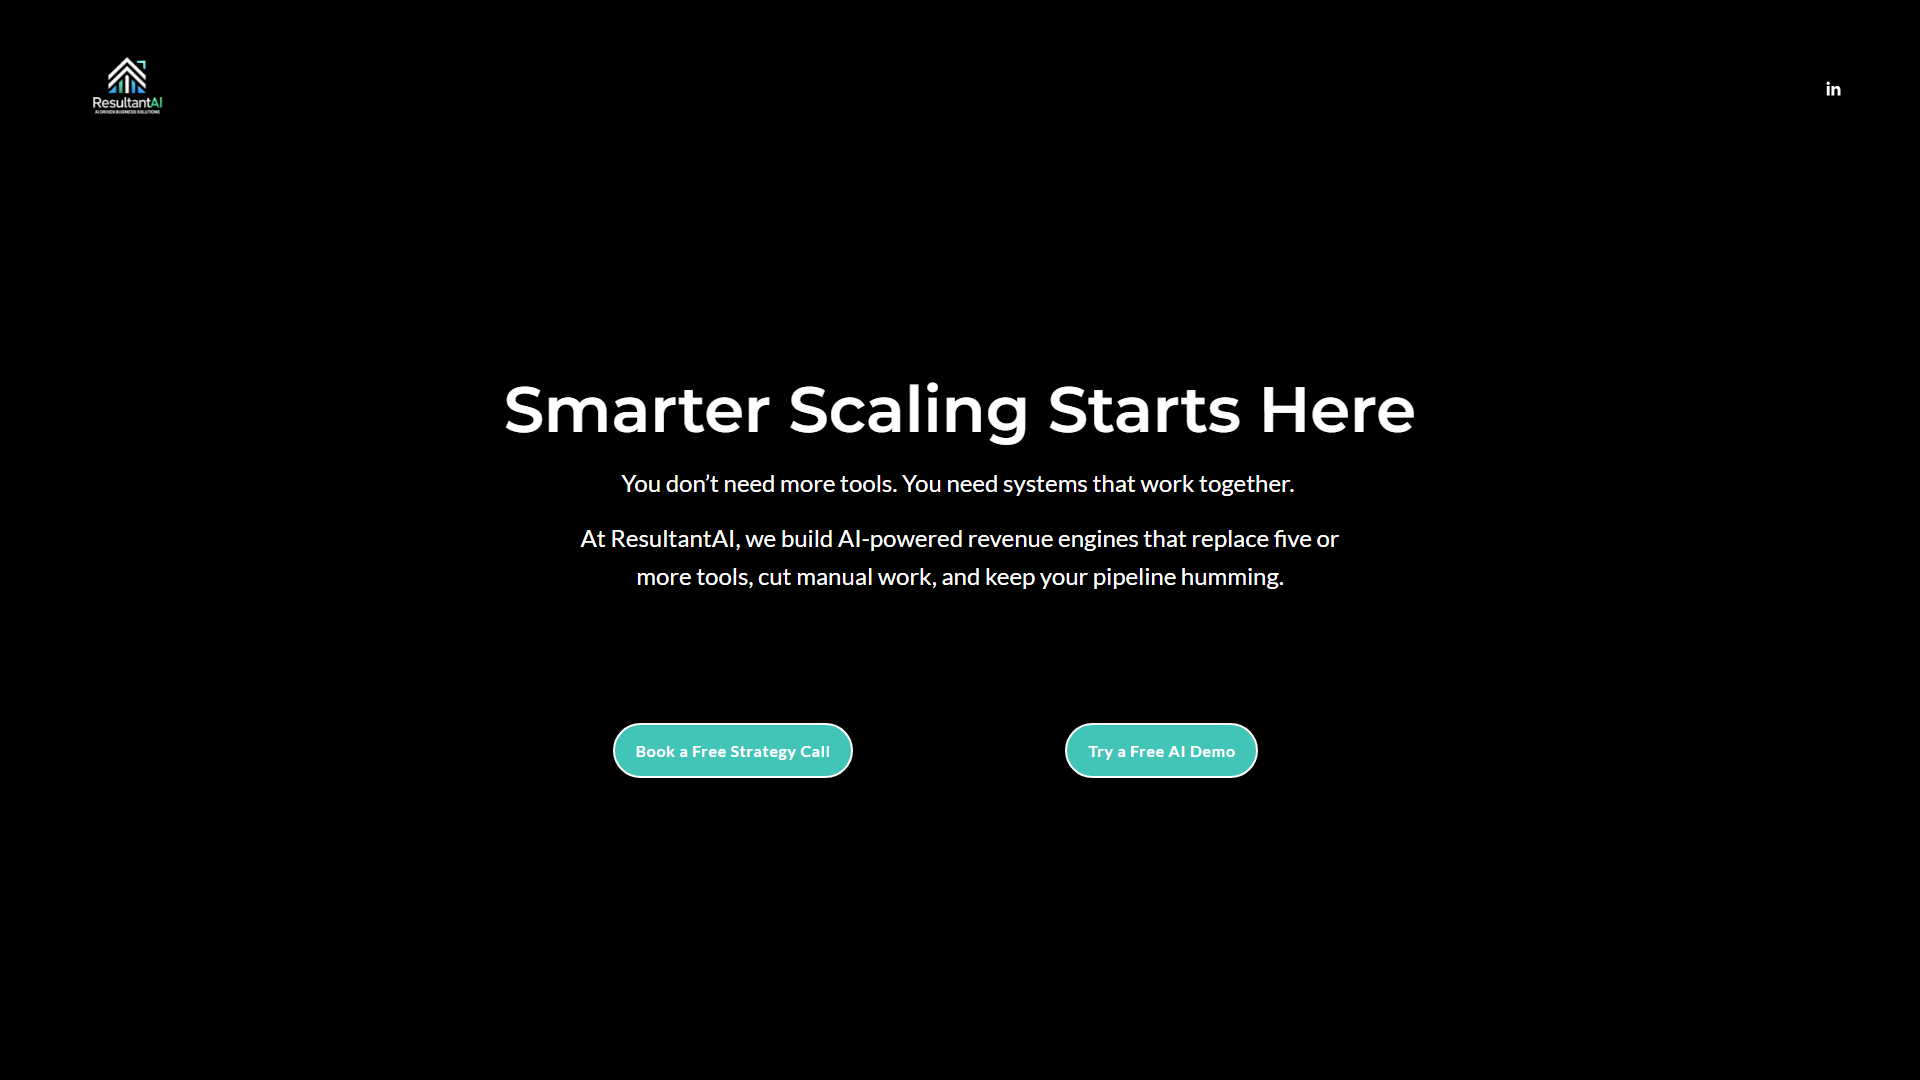 ResultantAI
AI DRIVEN BUSINESS SOLUTIONS
in
Smarter Scaling Starts Here
You don’t need more tools. You need systems that work together.
At ResultantAI, we build AI-powered revenue engines that replace five or
more tools, cut manual work, and keep your pipeline humming.
Book a Free Strategy Call
Try a Free AI Demo